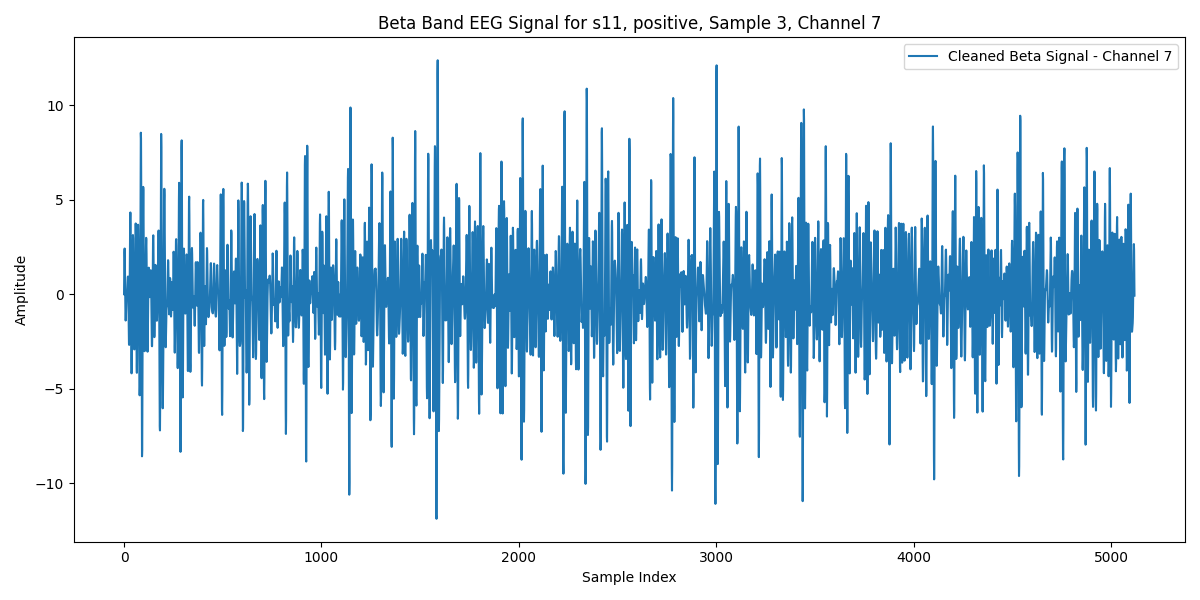 Beta Band EEG Signal for s11, positive, Sample 3, Channel 7
Cleaned Beta Signal - Channel 7
10
5
0
−5
−10
Amplitude
0 1000 2000 3000 4000 5000
Sample Index